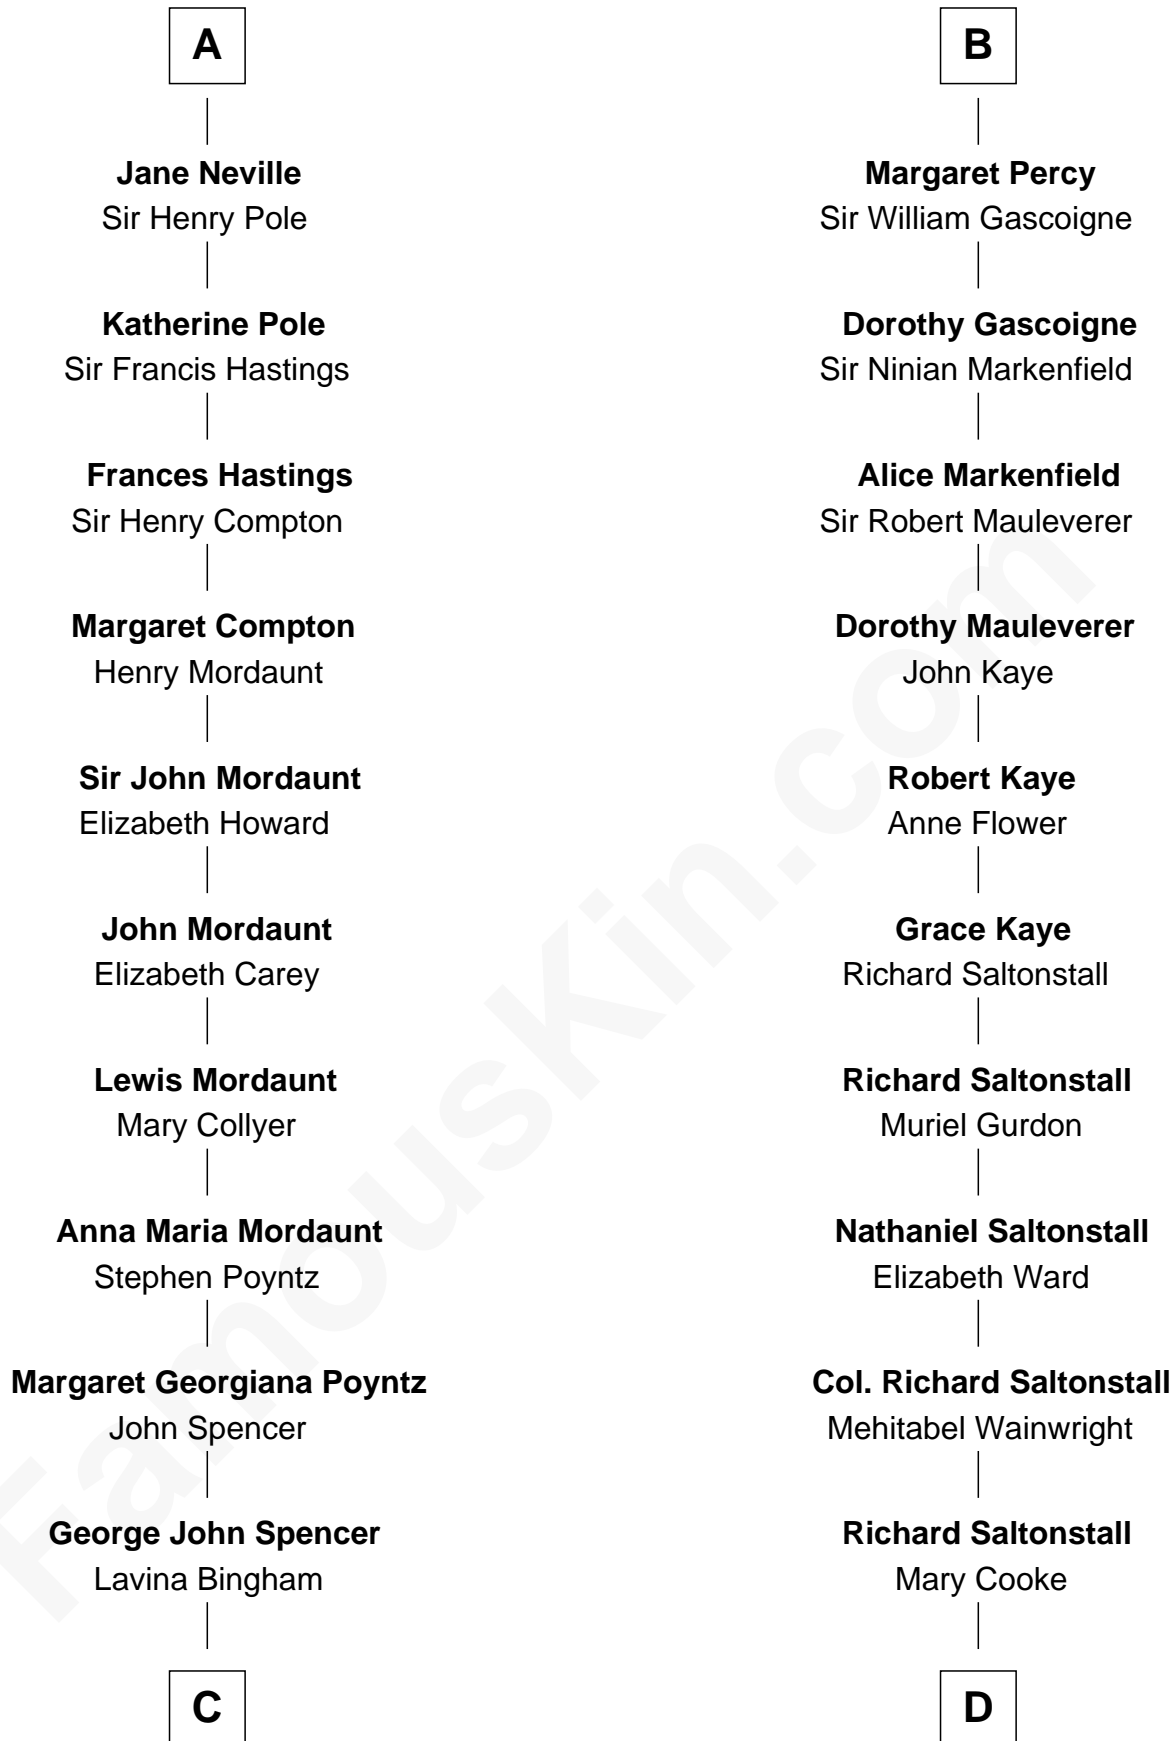 A
Jane Neville
Sir Henry Pole
Katherine Pole
Sir Francis Hastings
Frances Hastings
Sir Henry Compton
Margaret Compton
Henry Mordaunt
Sir John Mordaunt
Elizabeth Howard
John Mordaunt
Elizabeth Carey
Lewis Mordaunt
Mary Collyer
Anna Maria Mordaunt
Stephen Poyntz
Margaret Georgiana Poyntz
John Spencer
George John Spencer
Lavina Bingham
C
B
Margaret Percy
Sir William Gascoigne
Dorothy Gascoigne
Sir Ninian Markenfield
Alice Markenfield
Sir Robert Mauleverer
Dorothy Mauleverer
John Kaye
Robert Kaye
Anne Flower
Grace Kaye
Richard Saltonstall
Richard Saltonstall
Muriel Gurdon
Nathaniel Saltonstall
Elizabeth Ward
Col. Richard Saltonstall
Mehitabel Wainwright
Richard Saltonstall
Mary Cooke
D
FamousKin.com